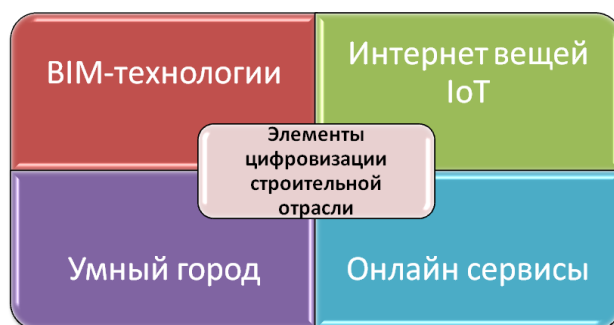 BIM-технологии
Интернет вещей
IoT
Элементы
цифровизации
строительной
отрасли
Умный город
Онлайн сервисы